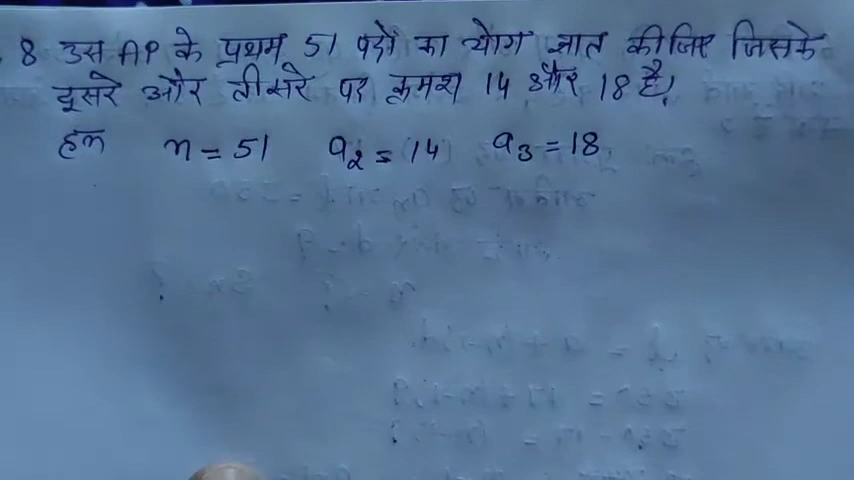 8 उस AP के प्रथम 51 पदो का योग ज्ञात कीजिए जिसके
दूसरे और तीसरे पद क्रमश 14 और 18 है।
हल n = 51 a₂ = 14 a₃ = 18